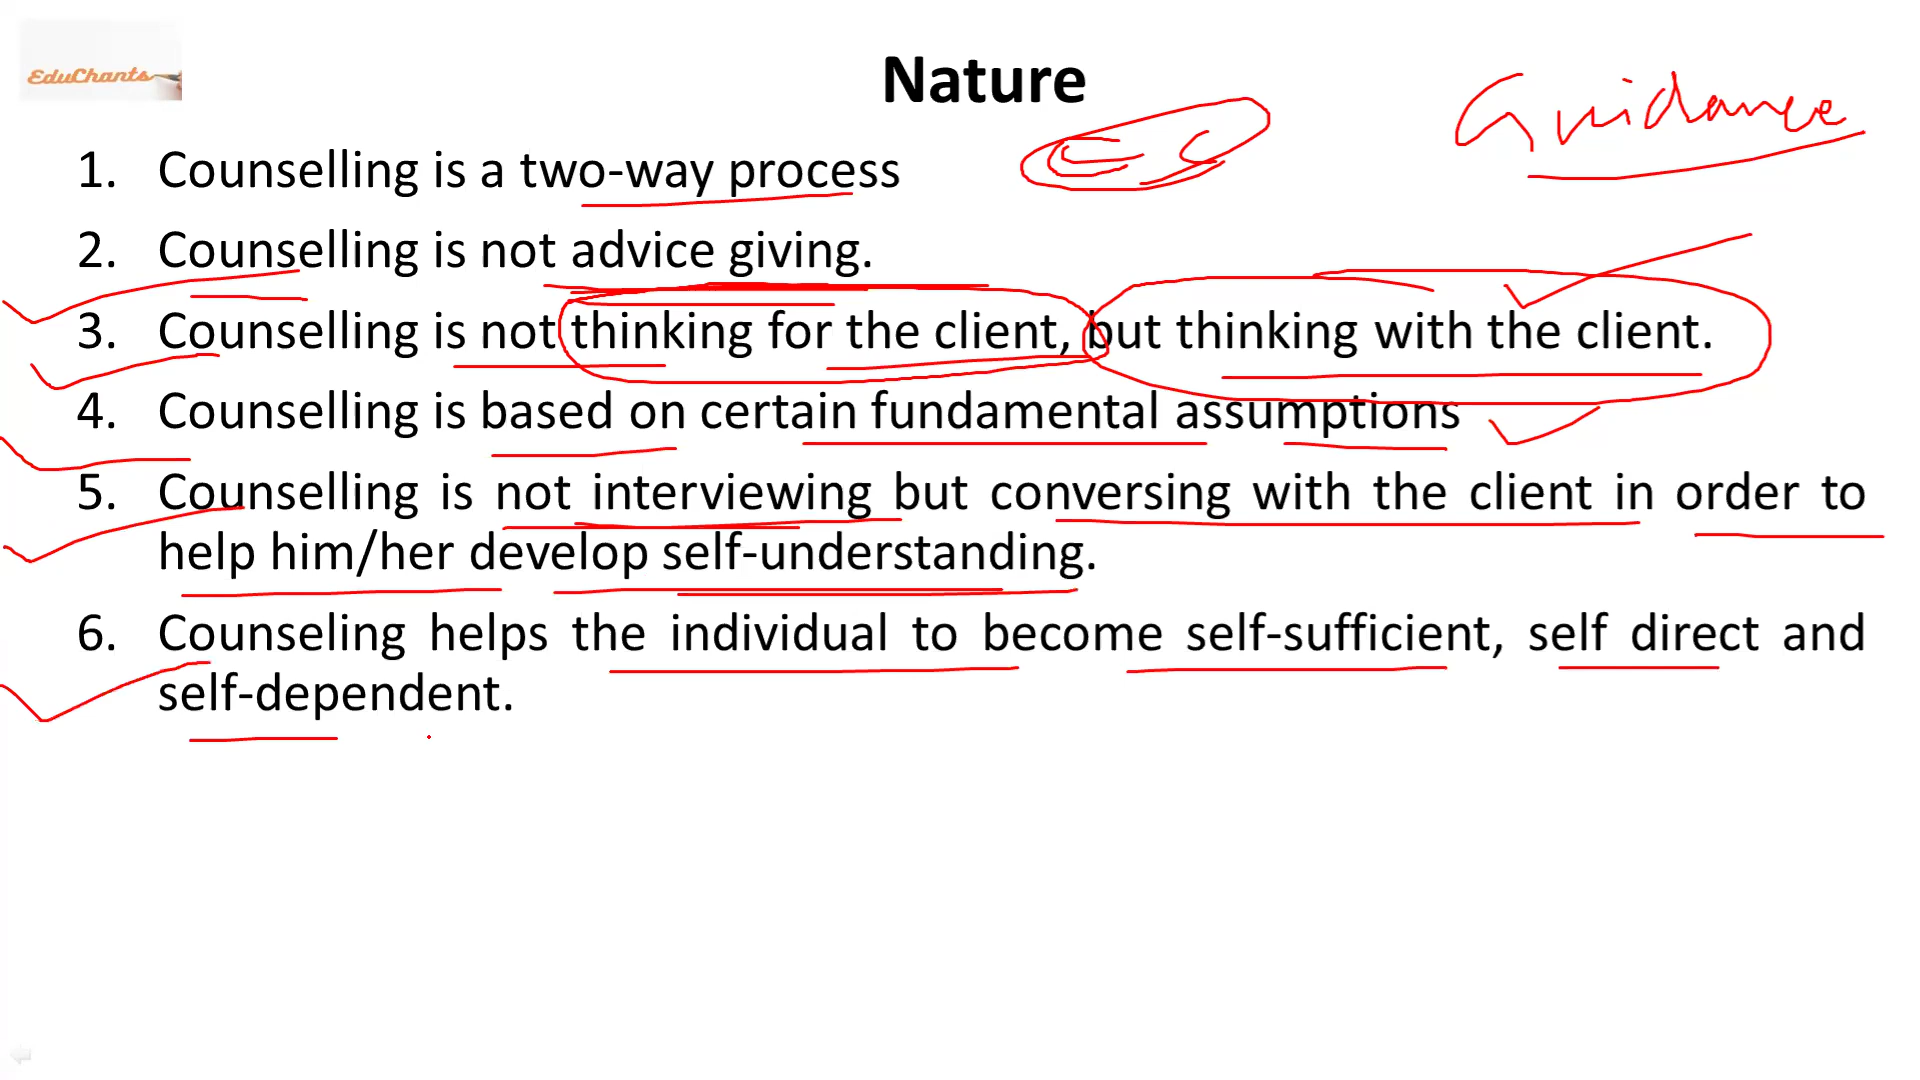 EduChants
Nature
Guidance
1. Counselling is a two-way process
2. Counselling is not advice giving.
3. Counselling is not thinking for the client, but thinking with the client.
4. Counselling is based on certain fundamental assumptions
5. Counselling is not interviewing but conversing with the client in order to
help him/her develop self-understanding.
6. Counseling helps the individual to become self-sufficient, self direct and
self-dependent.